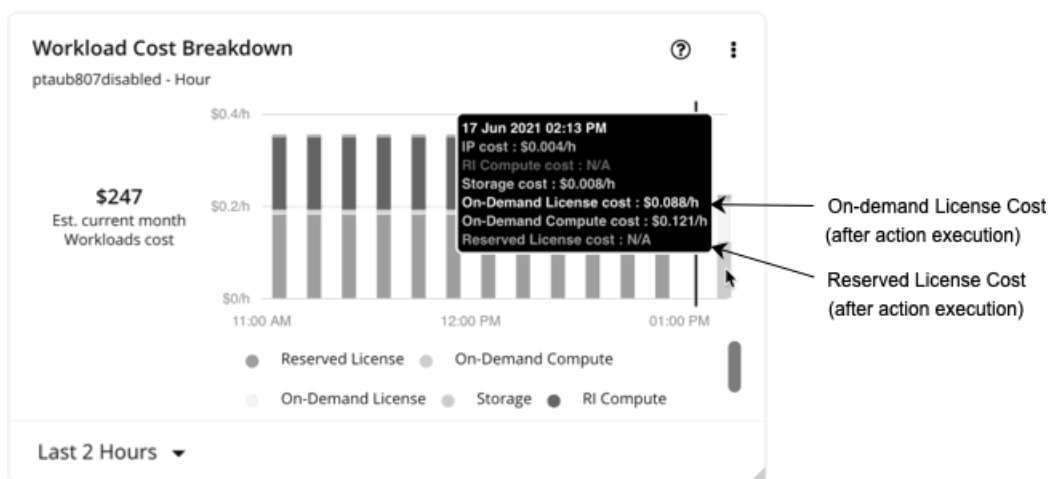 Workload Cost Breakdown
ptaub807disabled - Hour
$0.4/h
17 Jun 2021 02:13 PM
IP cost : $0.004/h
RI Compute cost : N/A
Storage cost : $0.008/h
On-Demand License cost : $0.088/h
On-Demand Compute cost : $0.121/h
Reserved License cost : N/A
$247
Est. current month
Workloads cost
$0.2/h
On-demand License Cost
(after action execution)
Reserved License Cost
(after action execution)
$0/h
11:00 AM
12:00 PM
01:00 PM
Reserved License
On-Demand Compute
On-Demand License
Storage
RI Compute
Last 2 Hours